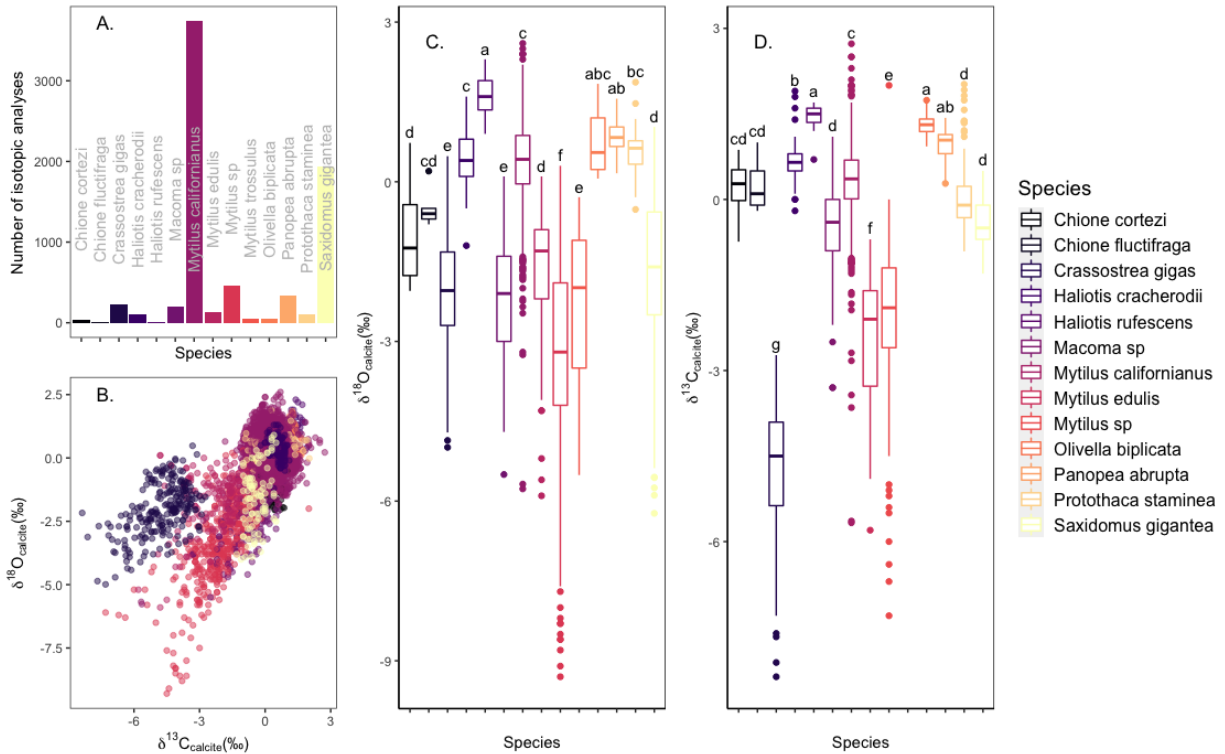 A.
Number of isotopic analyses
3000
2000
1000
0
Chione cortezi
Chione fluctifraga
Crassostrea gigas
Haliotis cracherodii
Haliotis rufescens
Macoma sp
Mytilus californianus
Mytilus edulis
Mytilus sp
Mytilus trossulus
Olivella biplicata
Panopea abrupta
Protothaca staminea
Saxidomus gigantea
Species
B.
δ18Ocalcite(‰)
2.5
0.0
-2.5
-5.0
-7.5
-6
-3
0
3
δ13Ccalcite(‰)
C.
δ18Ocalcite(‰)
3
0
-3
-6
-9
d
cd
e
c
a
e
c
d
f
e
abc
ab
bc
d
Species
D.
δ13Ccalcite(‰)
3
0
-3
-6
cd
cd
g
b
a
d
c
f
e
a
ab
d
d
Species
Species
Chione cortezi
Chione fluctifraga
Crassostrea gigas
Haliotis cracherodii
Haliotis rufescens
Macoma sp
Mytilus californianus
Mytilus edulis
Mytilus sp
Olivella biplicata
Panopea abrupta
Protothaca staminea
Saxidomus gigantea